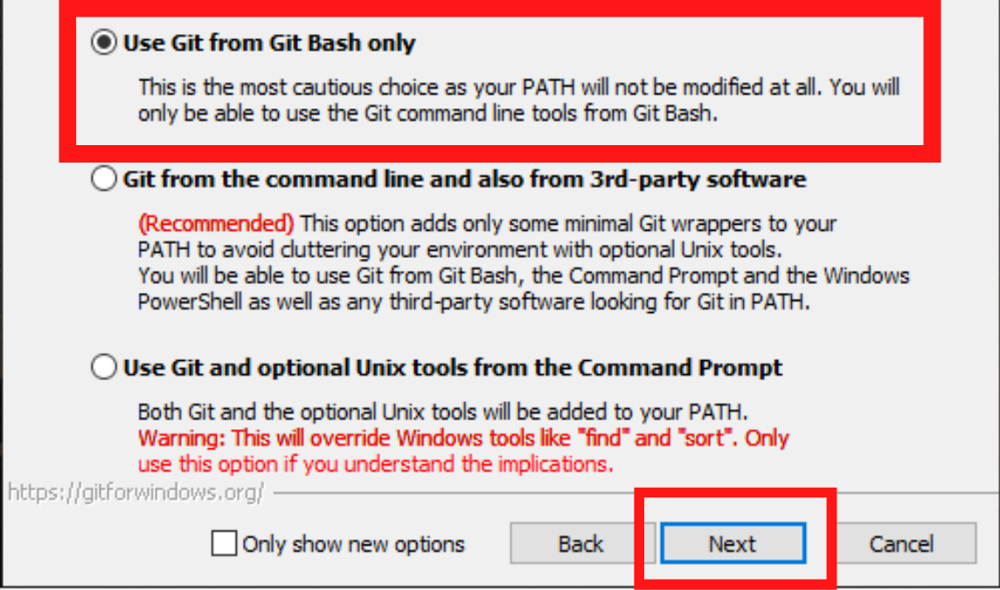 Use Git from Git Bash only
This is the most cautious choice as your PATH will not be modified at all. You will
only be able to use the Git command line tools from Git Bash.
Git from the command line and also from 3rd-party software
(Recommended) This option adds only some minimal Git wrappers to your
PATH to avoid cluttering your environment with optional Unix tools.
You will be able to use Git from Git Bash, the Command Prompt and the Windows
PowerShell as well as any third-party software looking for Git in PATH.
Use Git and optional Unix tools from the Command Prompt
Both Git and the optional Unix tools will be added to your PATH.
Warning: This will override Windows tools like "find" and "sort". Only
use this option if you understand the implications.
https://gitforwindows.org/
Only show new options
Back
Next
Cancel